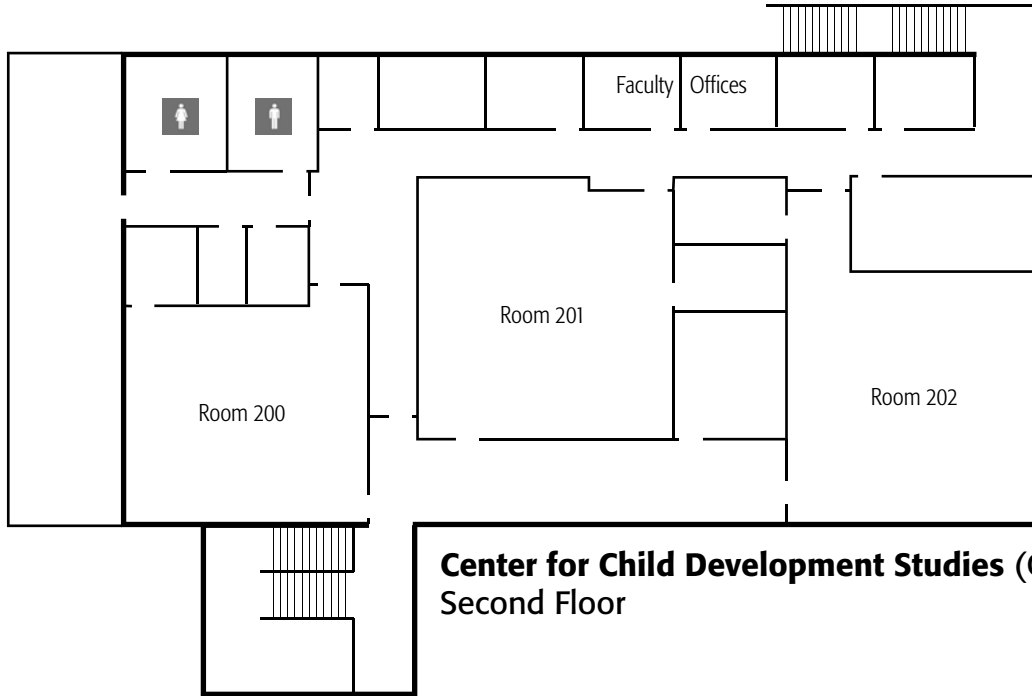 Faculty Offices
Room 201
Room 202
Room 200
Center for Child Development Studies (
Second Floor